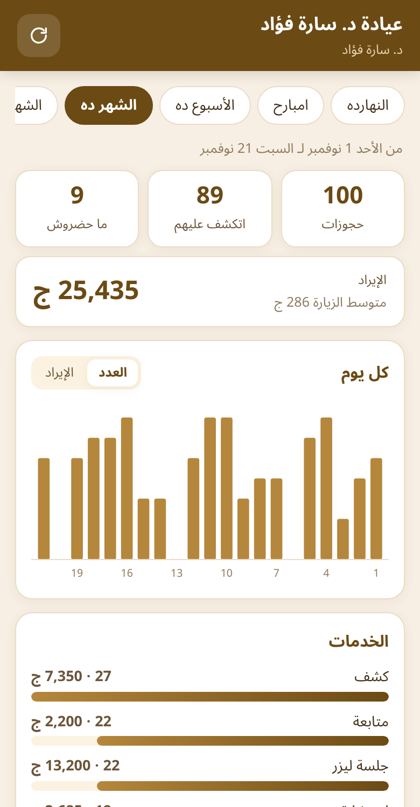 عيادة د. سارة فؤاد
د. سارة فؤاد
النهارده امبارح الأسبوع ده الشهر ده الشهر
من الأحد 1 نوفمبر لـ السبت 21 نوفمبر
100 89 9
حجوزات اتكشف عليهم ما حضروش
الإيراد
25,435 ج
متوسط الزيارة 286 ج
كل يوم العدد الإيراد
1 4 7 10 13 16 19
الخدمات
كشف 27 · 7,350 ج
متابعة 22 · 2,200 ج
جلسة ليزر 22 · 13,200 ج